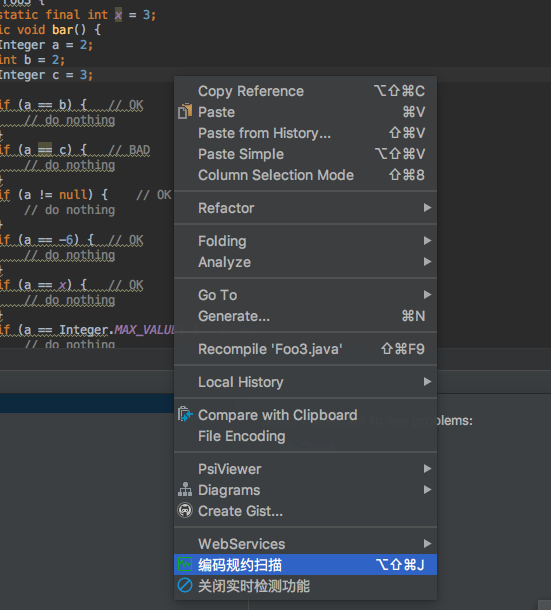 Foo3 {
static final int x = 3;
ic void bar() {
Integer a = 2;
int b = 2;
Integer c = 3;
if (a == b) {   // OK
// do nothing
}
if (a == c) {   // BAD
// do nothing
}
if (a != null) {    // OK
// do nothing
}
if (a == -6) {  // OK
// do nothing
}
if (a == x) {   // OK
// do nothing
}
if (a == Integer.MAX_VALUE
// do nothing
Copy Reference ⌥⇧⌘C
Paste ⌘V
Paste from History... ⇧⌘V
Paste Simple ⌥⇧⌘V
Column Selection Mode ⇧⌘8
Refactor
Folding
Analyze
Go To
Generate... ⌘N
Recompile 'Foo3.java' ⇧⌘F9
Local History
Compare with Clipboard
File Encoding
PsiViewer
Diagrams
Create Gist...
WebServices
编码规约扫描 ⌥⇧⌘J
关闭实时检测功能
blems: